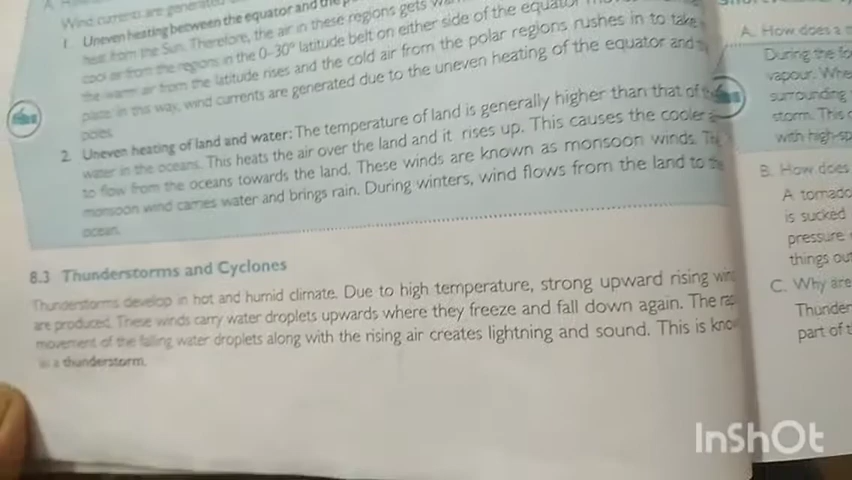 Wind currents are generated
1. Uneven heating between the equator and the
heat from the Sun. Therefore, the air in these regions gets
cool air from the regions in the 0-30° latitude belt on either side of the equator
the warm air from the latitude rises and the cold air from the polar regions rushes in to take
place. In this way, wind currents are generated due to the uneven heating of the equator and
poles.
2. Uneven heating of land and water: The temperature of land is generally higher than that of
water in the oceans. This heats the air over the land and it rises up. This causes the cooler
to flow from the oceans towards the land. These winds are known as monsoon winds. The
monsoon wind carries water and brings rain. During winters, wind flows from the land to the
ocean.
8.3 Thunderstorms and Cyclones
Thunderstorms develop in hot and humid climate. Due to high temperature, strong upward rising
are produced. These winds carry water droplets upwards where they freeze and fall down again. The
movement of the falling water droplets along with the rising air creates lightning and sound. This is
as a thunderstorm.
A. How does a
During the
vapour.
surrounding
storm. This
with
B. How does
A
is sucked
pressure
things out
C. Why are
part of
InShOt